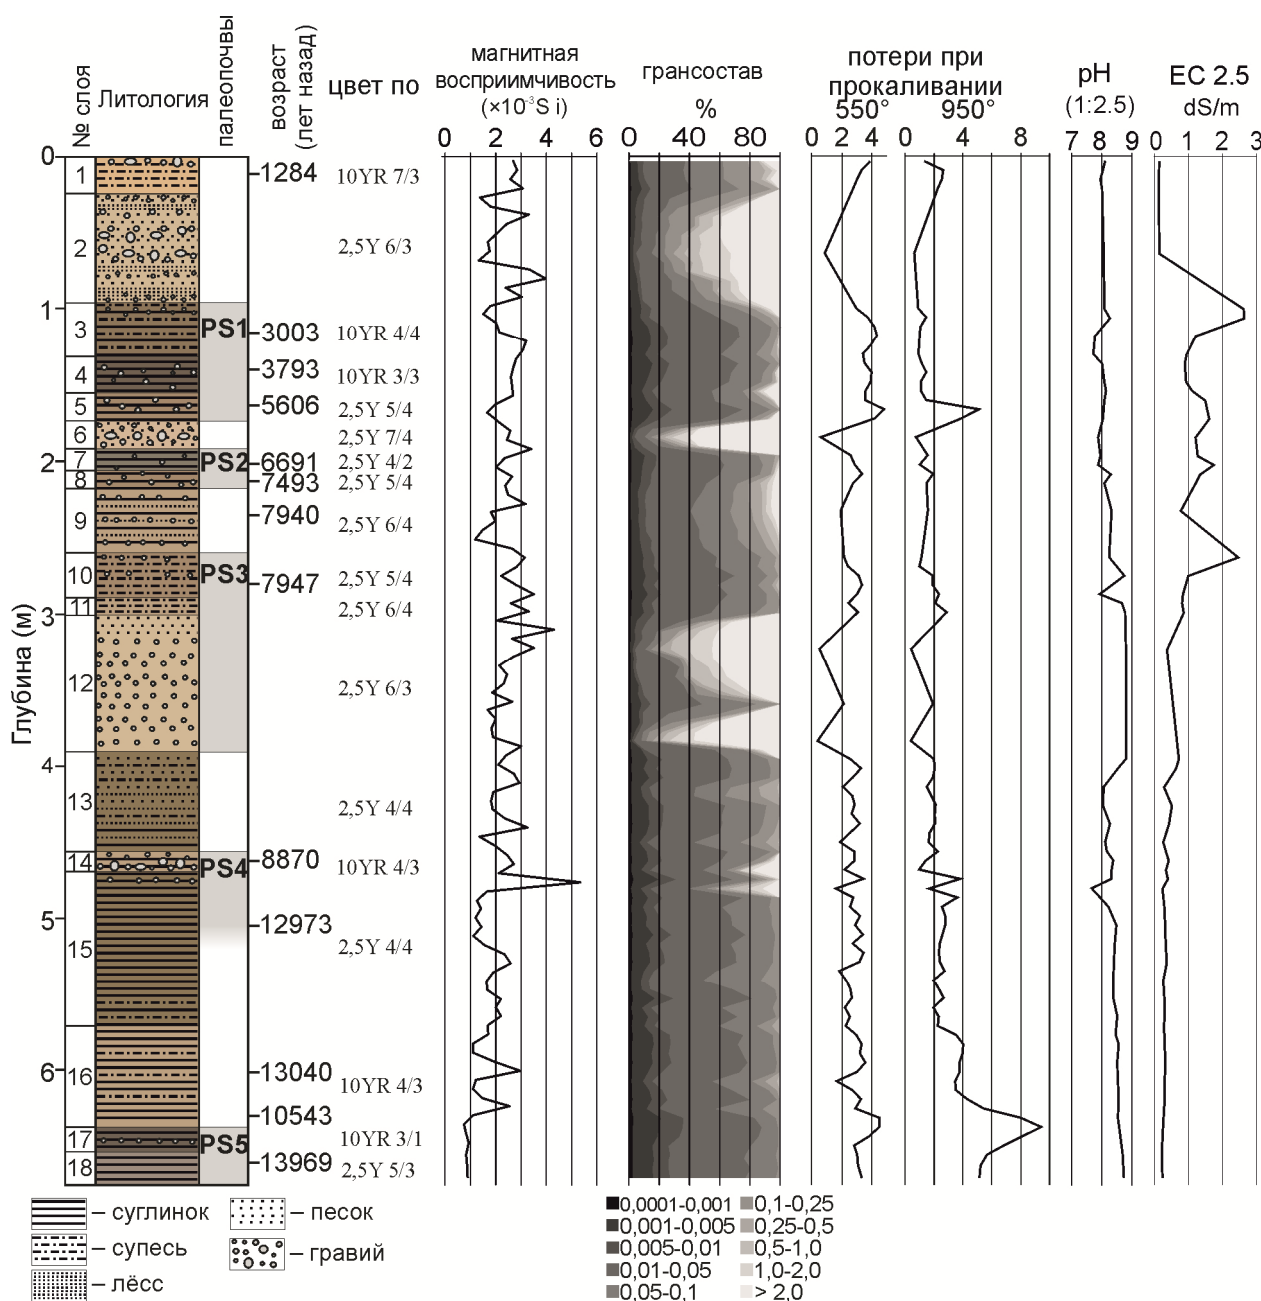 № слоя
Литология
палеопочвы
возраст
(лет назад)
цвет по
магнитная
восприимчивость
(×10⁻³S i)
0 2 4 6
грансостав
%
0 40 80 0
потери при
прокаливании
550° 950°
0 2 4 0 4 8
pH
(1:2.5)
7 8 9
EC 2.5
dS/m
0 1 2 3
Глубина (м)
0
1
2
3
4
5
6
1
2
3
4
5
6
7
8
9
10
11
12
13
14
15
16
17
18
PS1
PS2
PS3
PS4
PS5
1284
3003
3793
5606
6691
7493
7940
7947
8870
12973
13040
10543
13969
10YR 7/3
2,5Y 6/3
10YR 4/4
10YR 3/3
2,5Y 5/4
2,5Y 7/4
2,5Y 4/2
2,5Y 5/4
2,5Y 6/4
2,5Y 5/4
2,5Y 6/4
2,5Y 6/3
2,5Y 4/4
10YR 4/3
2,5Y 4/4
10YR 4/3
10YR 3/1
2,5Y 5/3
– суглинок
– супесь
– лёсс
– песок
– гравий
0,0001-0,001
0,001-0,005
0,005-0,01
0,01-0,05
0,05-0,1
0,1-0,25
0,25-0,5
0,5-1,0
1,0-2,0
> 2,0